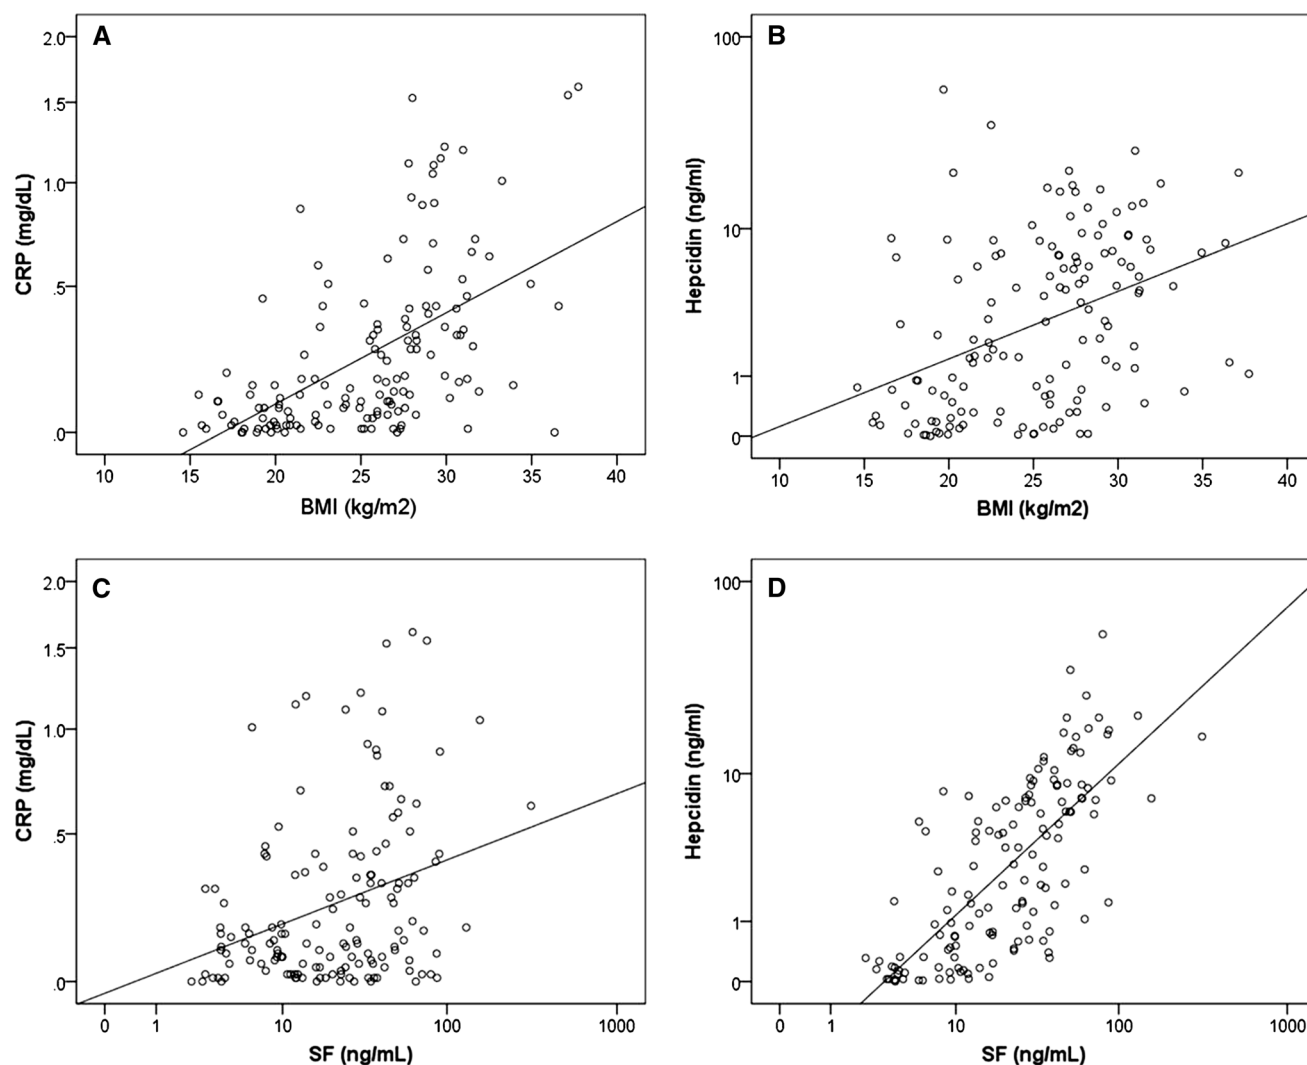 A
2.0
1.5
1.0
.5
.0
CRP (mg/dL)
10 15 20 25 30 35 40
BMI (kg/m2)
B
100
10
1
0
Hepcidin (ng/ml)
10 15 20 25 30 35 40
BMI (kg/m2)
C
2.0
1.5
1.0
.5
.0
CRP (mg/dL)
0 1 10 100 1000
SF (ng/mL)
D
100
10
1
0
Hepcidin (ng/ml)
0 1 10 100 1000
SF (ng/mL)